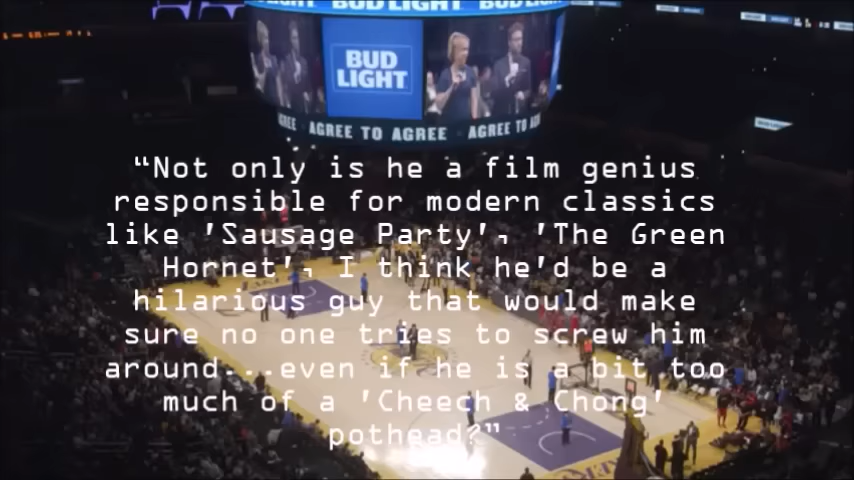 BUD LIGHT
BUD LIGHT
AGREE TO AGREE
AGREE TO
“Not only is he a film genius
responsible for modern classics
like 'Sausage Party', 'The Green
Hornet', I think he'd be a
hilarious guy that would make
sure no one tries to screw him
around...even if he is a bit too
much of a 'Cheech & Chong'
pothead?”